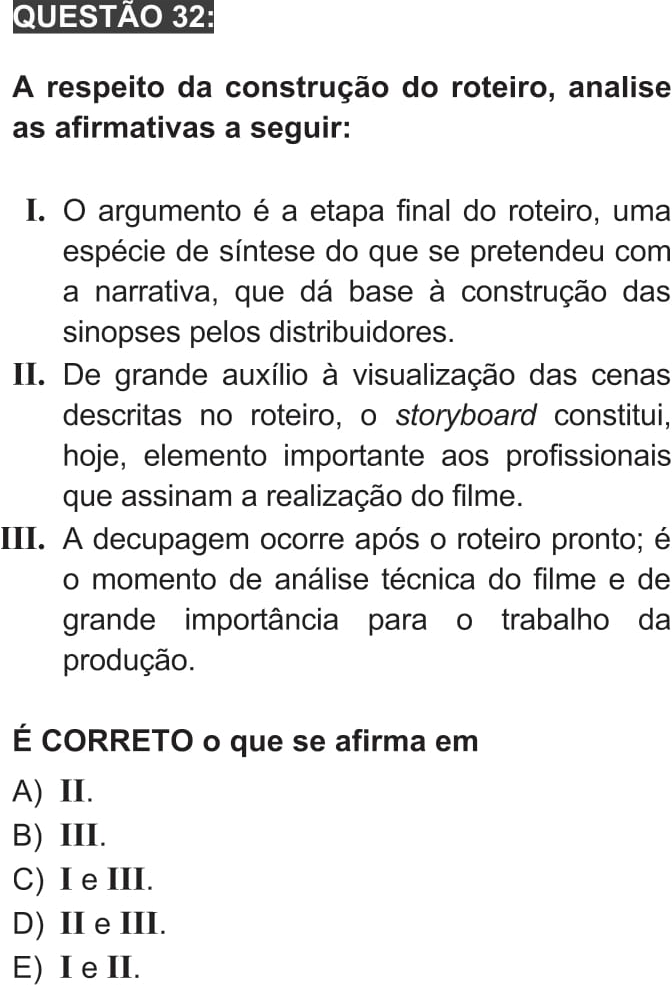 QUESTÃO 32:
A respeito da construção do roteiro, analise
as afirmativas a seguir:
I. O argumento é a etapa final do roteiro, uma
espécie de síntese do que se pretendeu com
a narrativa, que dá base à construção das
sinopses pelos distribuidores.
II. De grande auxílio à visualização das cenas
descritas no roteiro, o storyboard constitui,
hoje, elemento importante aos profissionais
que assinam a realização do filme.
III. A decupagem ocorre após o roteiro pronto; é
o momento de análise técnica do filme e de
grande importância para o trabalho da
produção.
É CORRETO o que se afirma em
A) II.
B) III.
C) I e III.
D) II e III.
E) I e II.